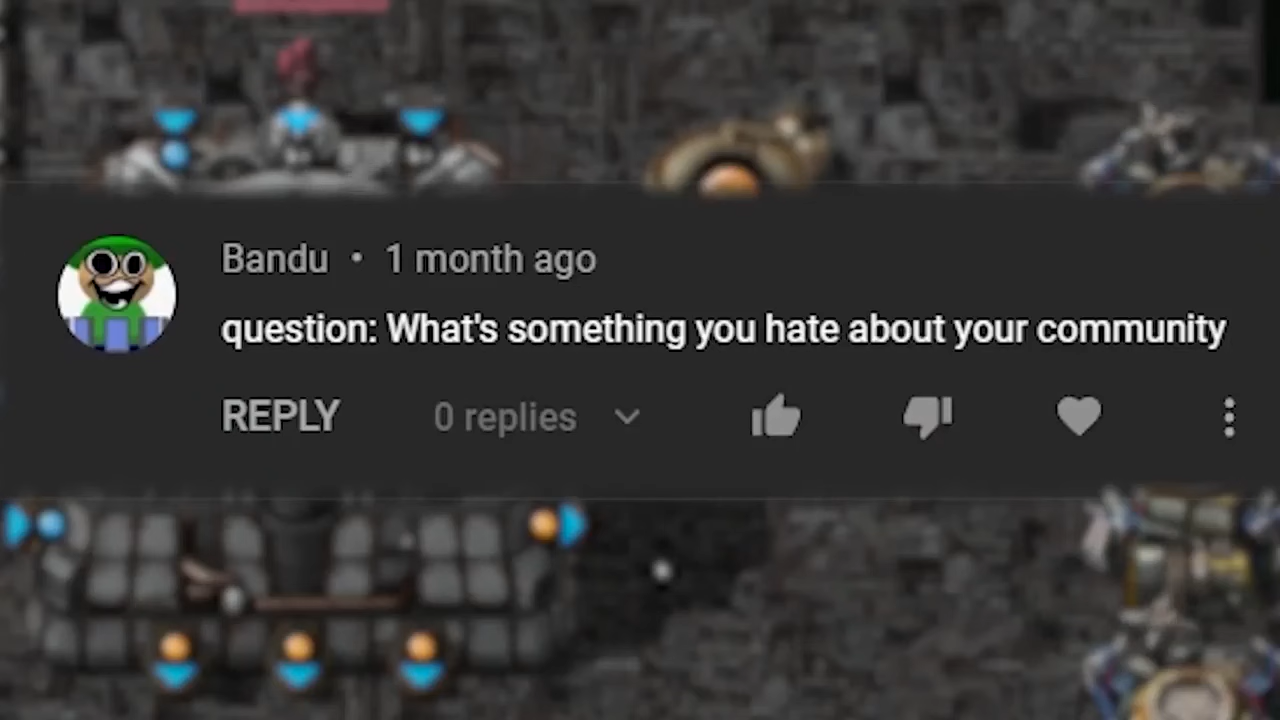 Bandu • 1 month ago
question: What's something you hate about your community
REPLY 0 replies